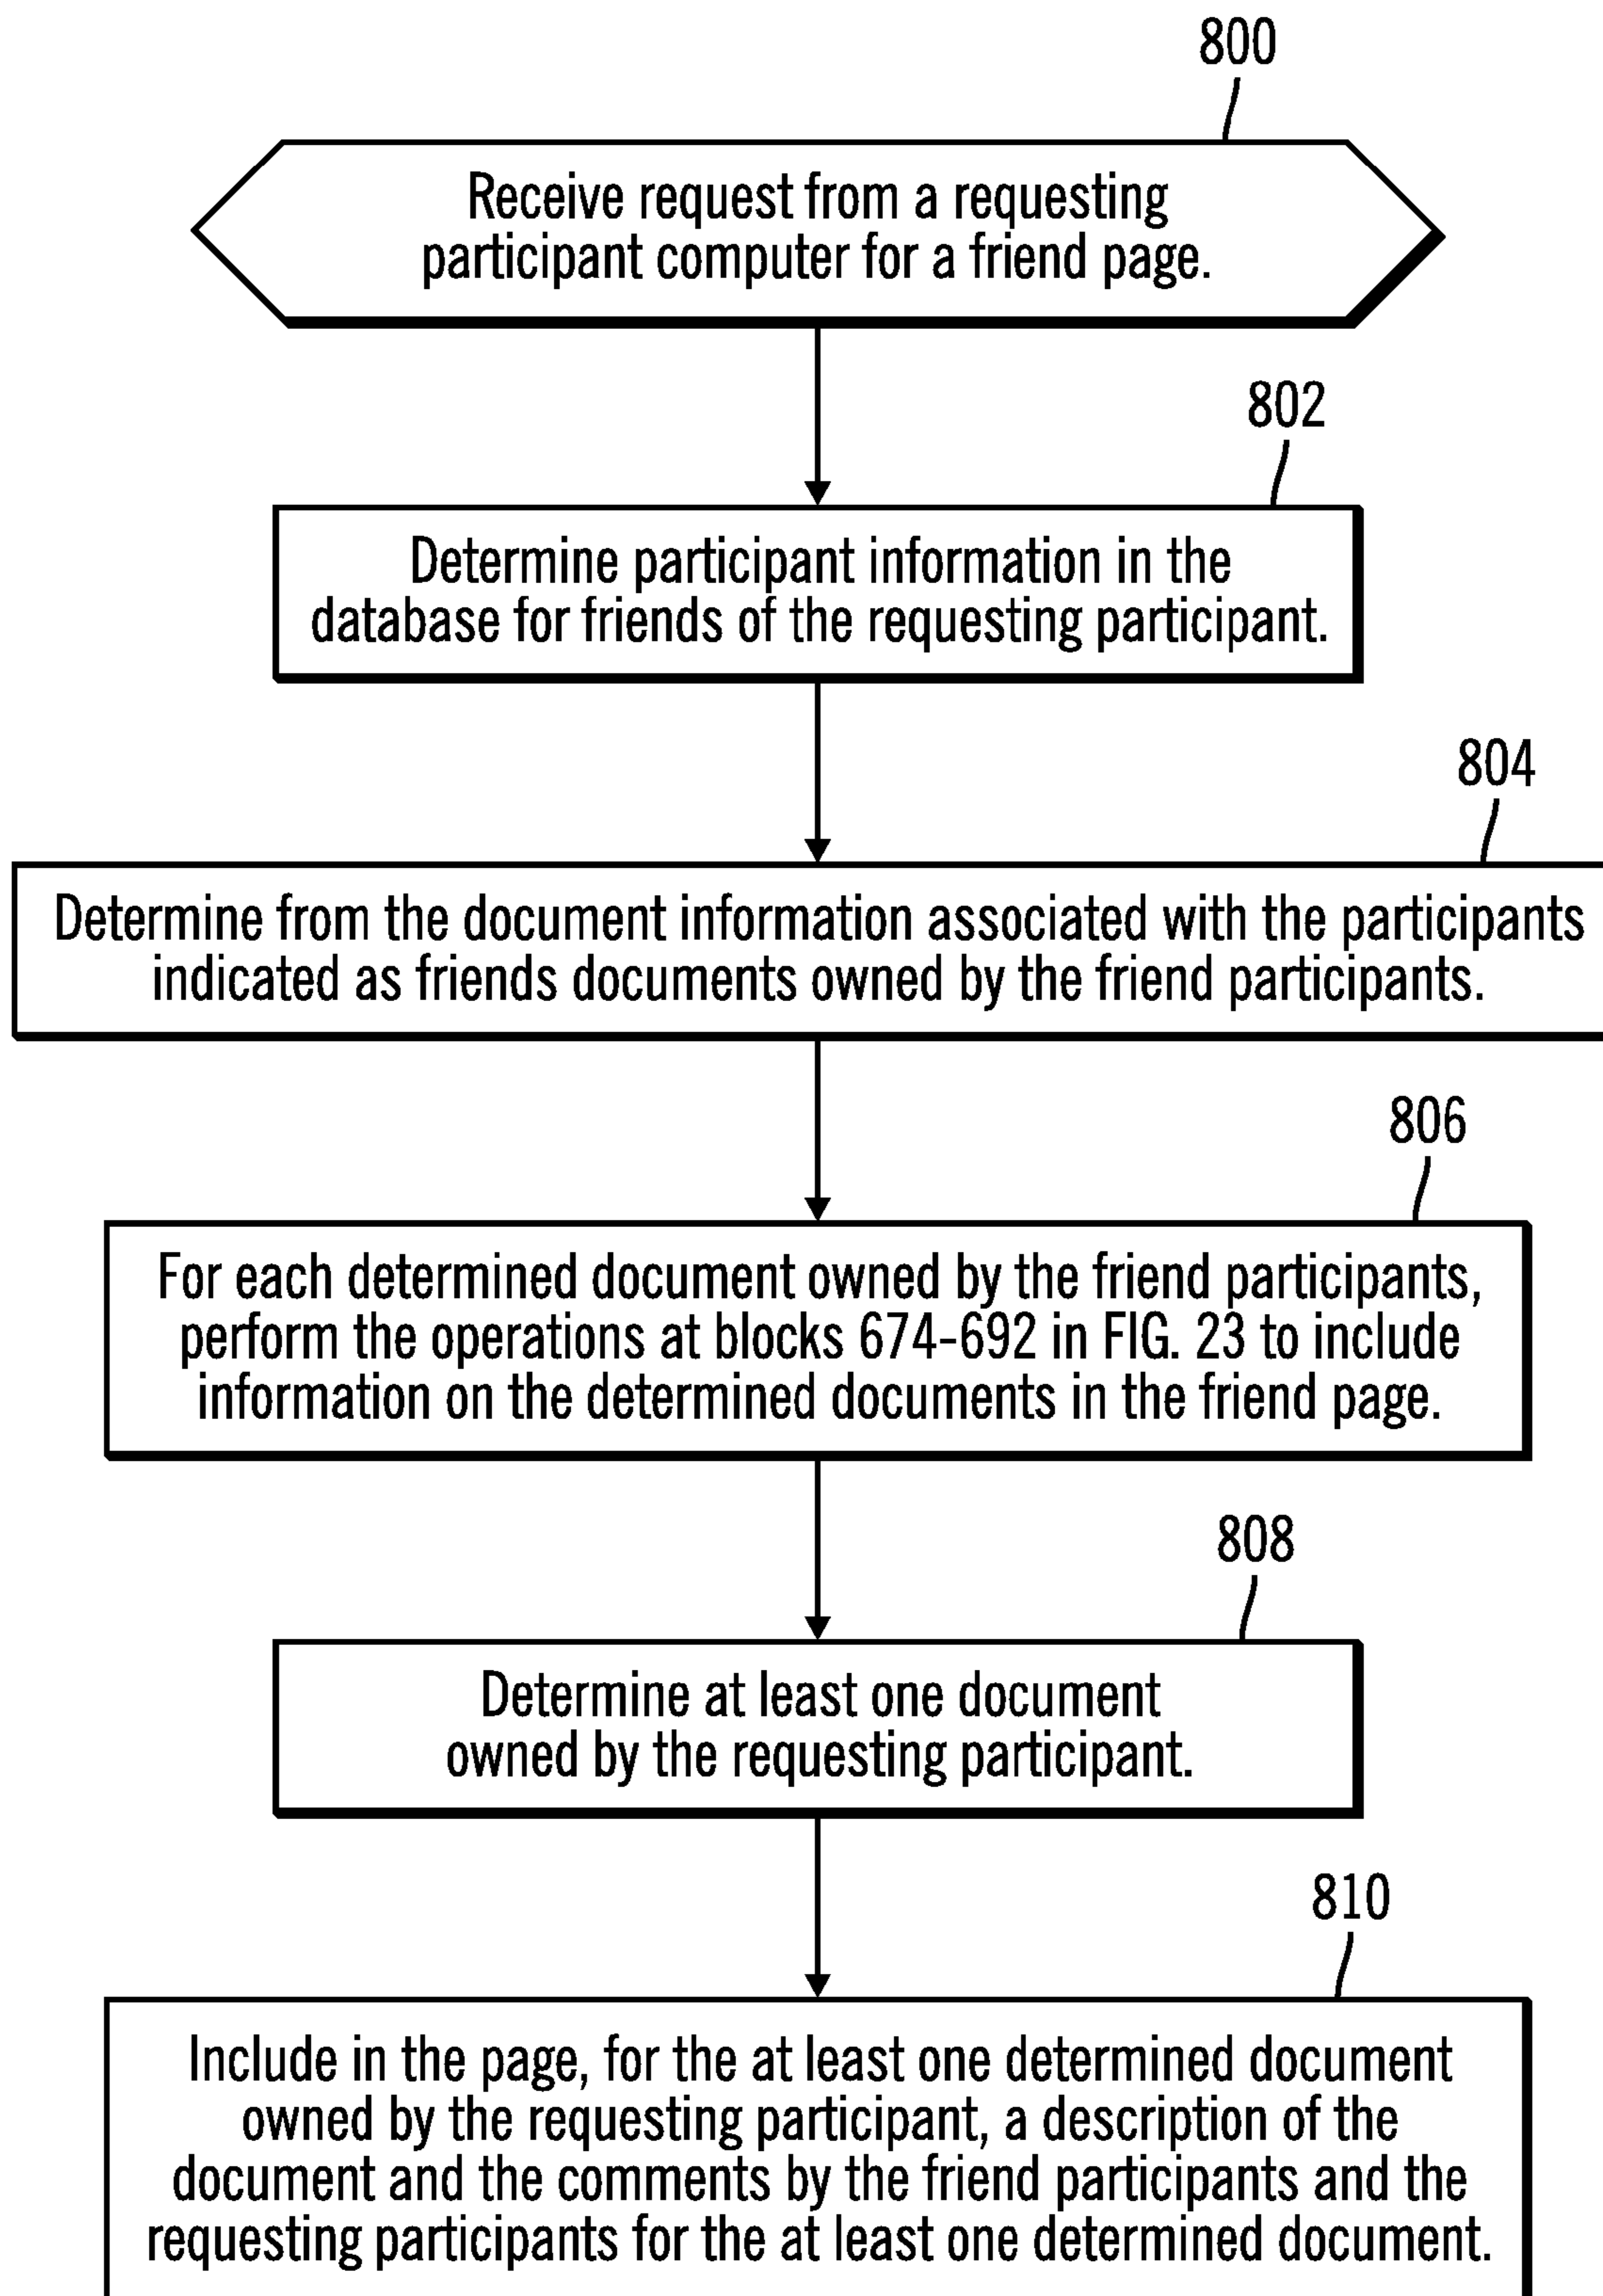 800
Receive request from a requesting
participant computer for a friend page.
802
Determine participant information in the
database for friends of the requesting participant.
804
Determine from the document information associated with the participants
indicated as friends documents owned by the friend participants.
806
For each determined document owned by the friend participants,
perform the operations at blocks 674-692 in FIG. 23 to include
information on the determined documents in the friend page.
808
Determine at least one document
owned by the requesting participant.
810
Include in the page, for the at least one determined document
owned by the requesting participant, a description of the
document and the comments by the friend participants and the
requesting participants for the at least one determined document.